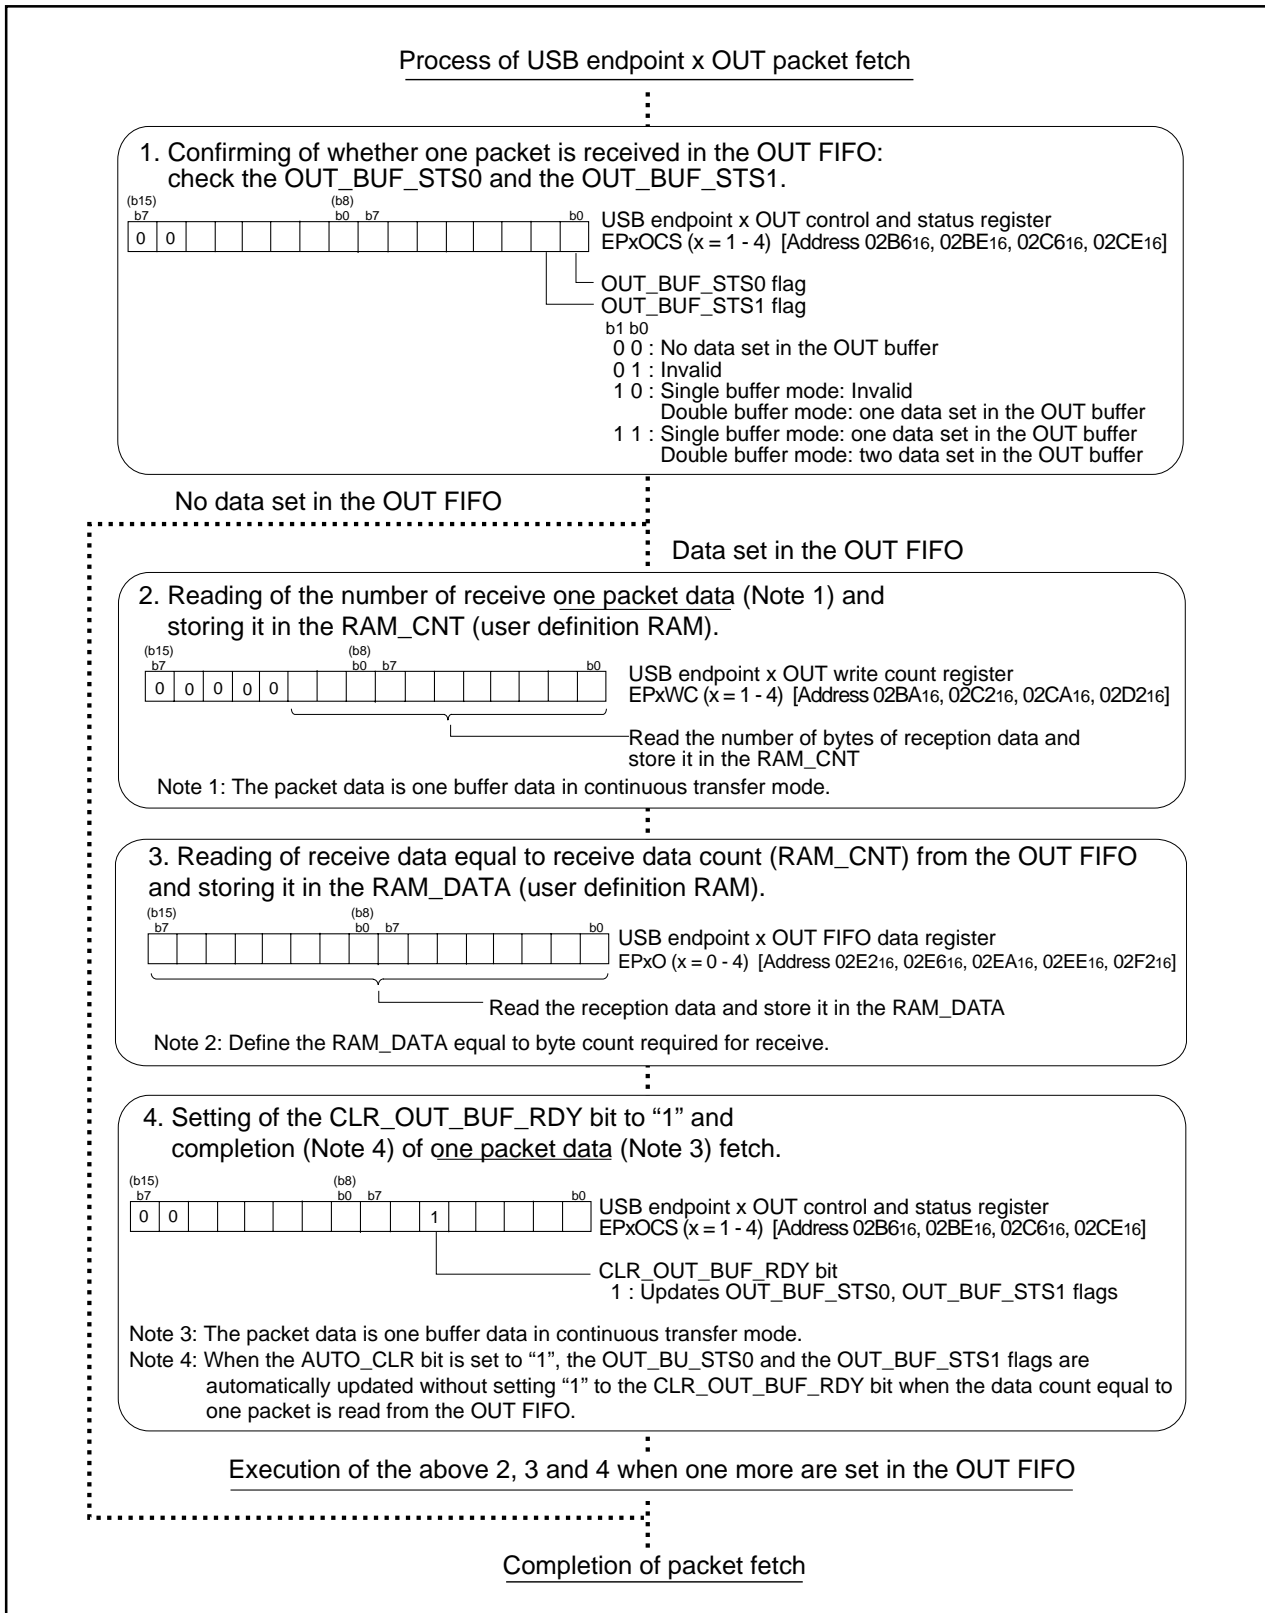 Process of USB endpoint x OUT packet fetch
1. Confirming of whether one packet is received in the OUT FIFO:
check the OUT_BUF_STS0 and the OUT_BUF_STS1.
(b15) (b8)
b7 b0 b7 b0
0 0
USB endpoint x OUT control and status register
EPxOCS (x = 1 - 4) [Address 02B616, 02BE16, 02C616, 02CE16]
OUT_BUF_STS0 flag
OUT_BUF_STS1 flag
b1 b0
0 0 : No data set in the OUT buffer
0 1 : Invalid
1 0 : Single buffer mode: Invalid
Double buffer mode: one data set in the OUT buffer
1 1 : Single buffer mode: one data set in the OUT buffer
Double buffer mode: two data set in the OUT buffer
No data set in the OUT FIFO
Data set in the OUT FIFO
2. Reading of the number of receive one packet data (Note 1) and
storing it in the RAM_CNT (user definition RAM).
(b15) (b8)
b7 b0 b7 b0
0 0 0 0 0
USB endpoint x OUT write count register
EPxWC (x = 1 - 4) [Address 02BA16, 02C216, 02CA16, 02D216]
Read the number of bytes of reception data and
store it in the RAM_CNT
Note 1: The packet data is one buffer data in continuous transfer mode.
3. Reading of receive data equal to receive data count (RAM_CNT) from the OUT FIFO
and storing it in the RAM_DATA (user definition RAM).
(b15) (b8)
b7 b0 b7 b0
USB endpoint x OUT FIFO data register
EPxO (x = 0 - 4) [Address 02E216, 02E616, 02EA16, 02EE16, 02F216]
Read the reception data and store it in the RAM_DATA
Note 2: Define the RAM_DATA equal to byte count required for receive.
4. Setting of the CLR_OUT_BUF_RDY bit to “1” and
completion (Note 4) of one packet data (Note 3) fetch.
(b15) (b8)
b7 b0 b7 b0
0 0 1
USB endpoint x OUT control and status register
EPxOCS (x = 1 - 4) [Address 02B616, 02BE16, 02C616, 02CE16]
CLR_OUT_BUF_RDY bit
1 : Updates OUT_BUF_STS0, OUT_BUF_STS1 flags
Note 3: The packet data is one buffer data in continuous transfer mode.
Note 4: When the AUTO_CLR bit is set to “1”, the OUT_BU_STS0 and the OUT_BUF_STS1 flags are
automatically updated without setting “1” to the CLR_OUT_BUF_RDY bit when the data count equal to
one packet is read from the OUT FIFO.
Execution of the above 2, 3 and 4 when one more are set in the OUT FIFO
Completion of packet fetch